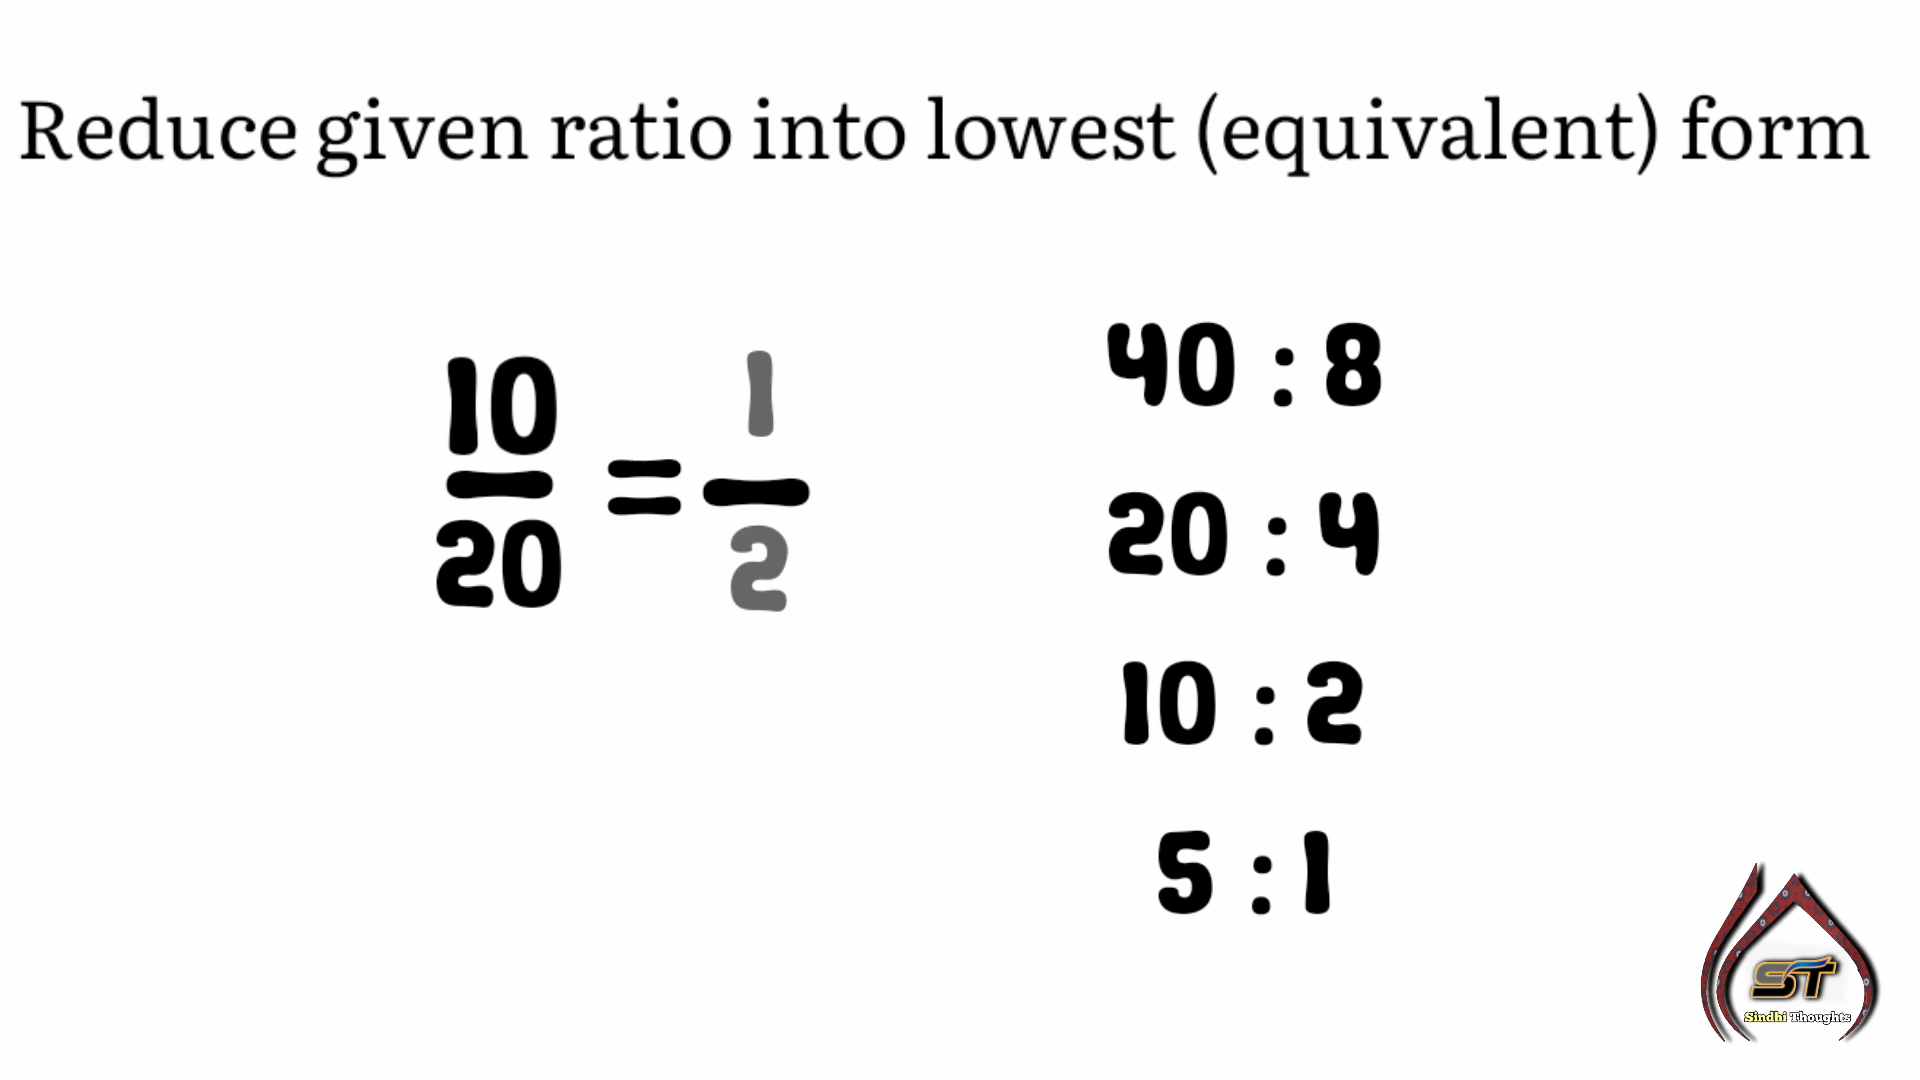 Reduce given ratio into lowest (equivalent) form
10/20 = 1/2
40 : 8
20 : 4
10 : 2
5 : 1
ST
Sindhi Thoughts